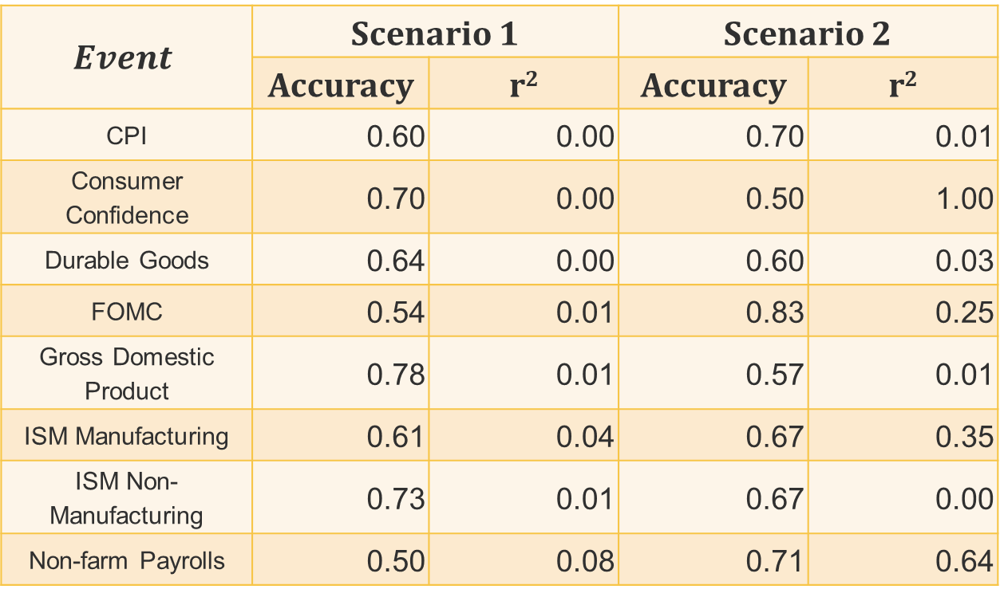 Event Scenario 1 Scenario 2
Accuracy r² Accuracy r²
CPI 0.60 0.00 0.70 0.01
Consumer
Confidence 0.70 0.00 0.50 1.00
Durable Goods 0.64 0.00 0.60 0.03
FOMC 0.54 0.01 0.83 0.25
Gross Domestic
Product 0.78 0.01 0.57 0.01
ISM Manufacturing 0.61 0.04 0.67 0.35
ISM Non-
Manufacturing 0.73 0.01 0.67 0.00
Non-farm Payrolls 0.50 0.08 0.71 0.64